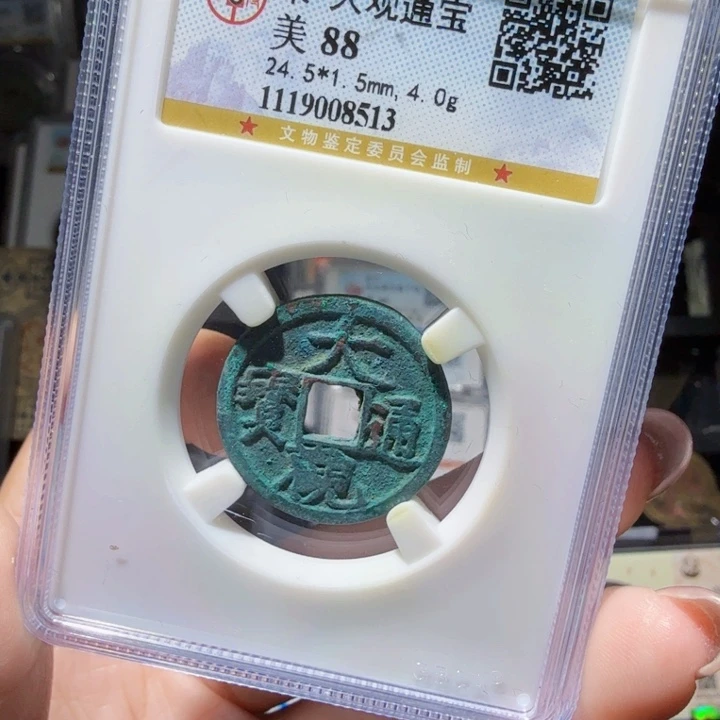 大观通宝
美 88
24.5*1.5mm, 4.0g
1119008513
文物鉴定委员会监制
大觀通寶